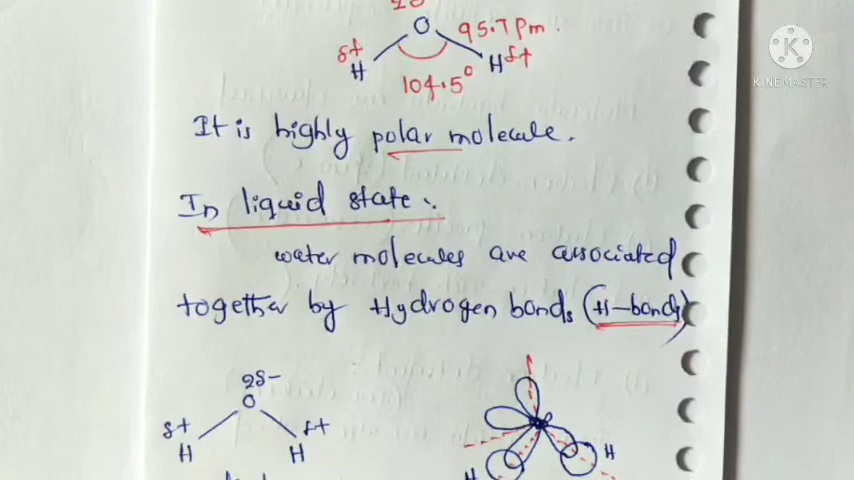 2δ
O 95.7 pm.
δ+ H H δ+
104.5°
KINEMASTER
It is highly polar molecule.
In liquid state:
water molecules are associated
together by Hydrogen bonds (H-bonds)
2δ-
O
δ+ δ+
H H
H
H